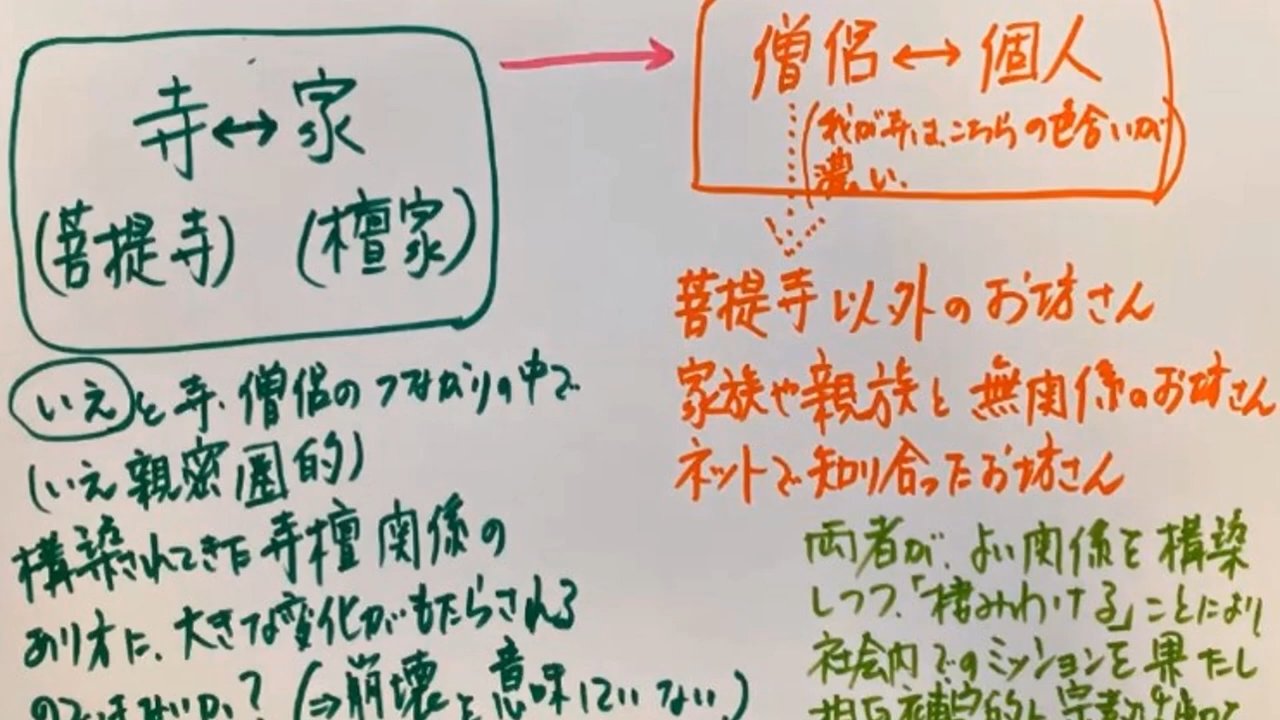 寺↔家
(菩提寺) (檀家)
いえと寺、僧侶のつながりの中で
(いえ親密圏的)
構築されてきた寺檀関係の
あり方に、大きな変化がもたらされる
のではないか? (⇒崩壊を意味していない)
僧侶↔個人
(我が寺は、こちらの色合いが
濃い。)
菩提寺以外のお坊さん
家族や親族と無関係のお坊さん
ネットで知り合ったお坊さん
両者が、よい関係を構築
しつつ、「棲みわける」ことにより
社会内でのミッションを果たし
相互補完的に